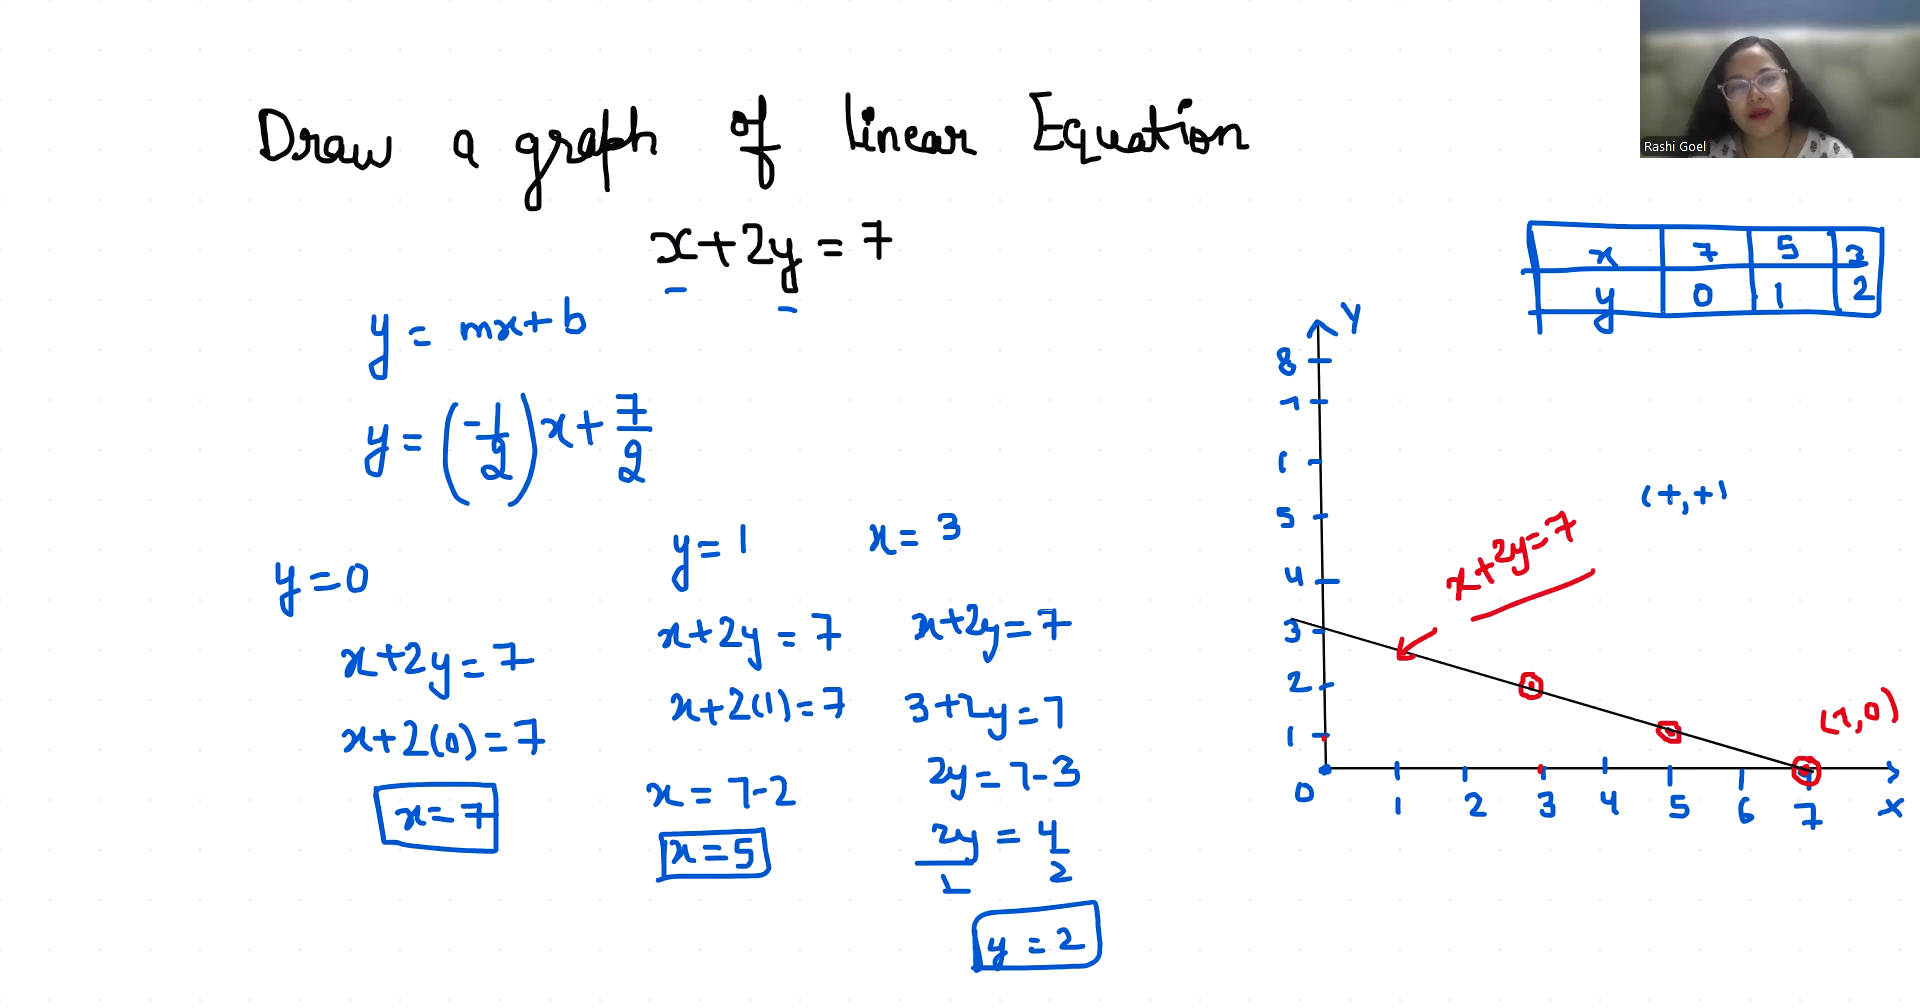 Draw a graph of linear Equation
x+2y=7
Rashi Goel
x 7 5 3
y 0 1 2
y = mx+b
y = (-1/2)x + 7/2
y=0
x+2y=7
x+2(0)=7
x=7
y=1
x+2y=7
x+2(1)=7
x=7-2
x=5
x=3
x+2y=7
3+2y=7
2y=7-3
2y/2 = 4/2
y=2
Y
8
7
5
4
3
2
1
0 1 2 3 4 5 6 7 X
(+,+)
x+2y=7
(7,0)